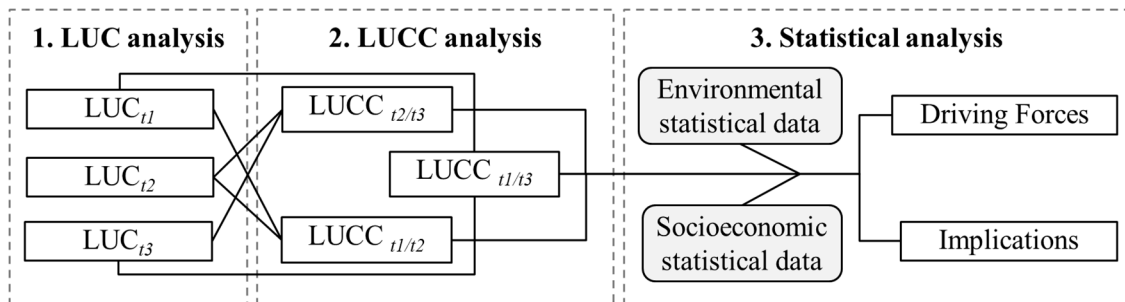 1. LUC analysis
2. LUCC analysis
3. Statistical analysis
LUCt1
LUCt2
LUCt3
LUCC t2/t3
LUCC t1/t3
LUCC t1/t2
Environmental
statistical data
Socioeconomic
statistical data
Driving Forces
Implications